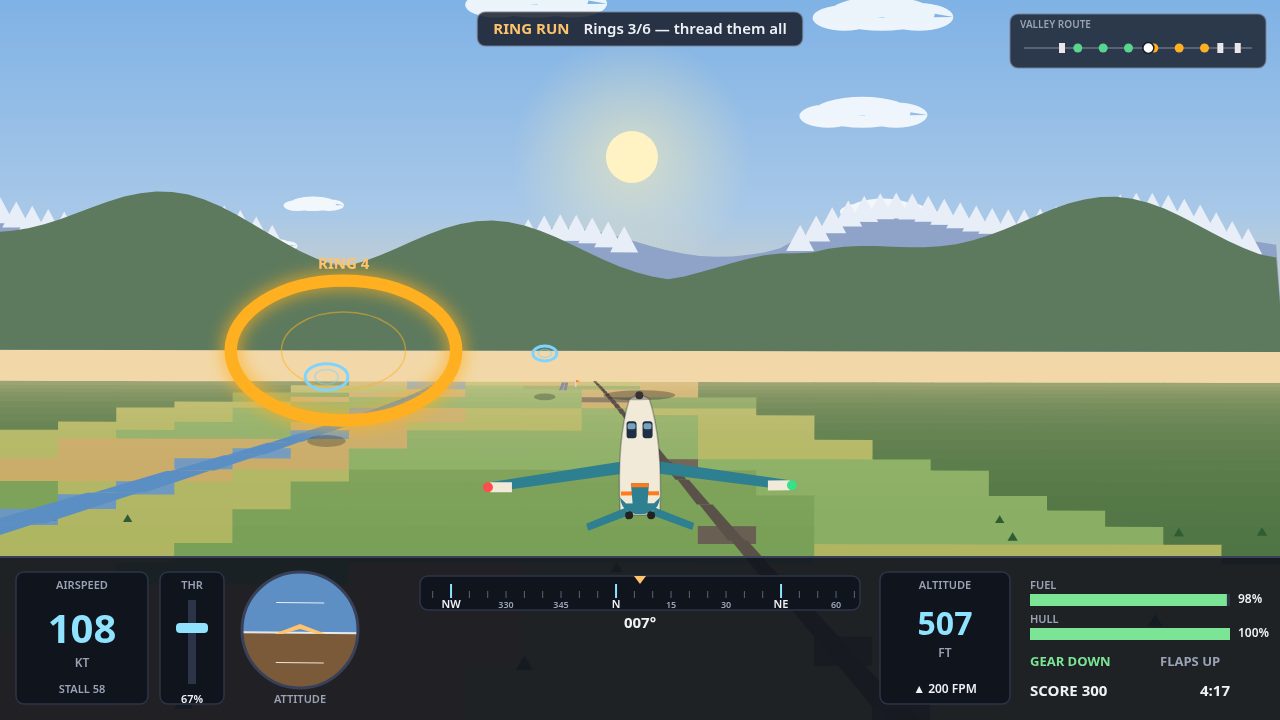 RING RUN Rings 3/6 — thread them all
VALLEY ROUTE
RING 4
AIRSPEED
108
KT
STALL 58
THR
67%
ATTITUDE
NW 330 345 N 15 30 NE 60
007°
ALTITUDE
507
FT
▲ 200 FPM
FUEL
98%
HULL
100%
GEAR DOWN FLAPS UP
SCORE 300 4:17